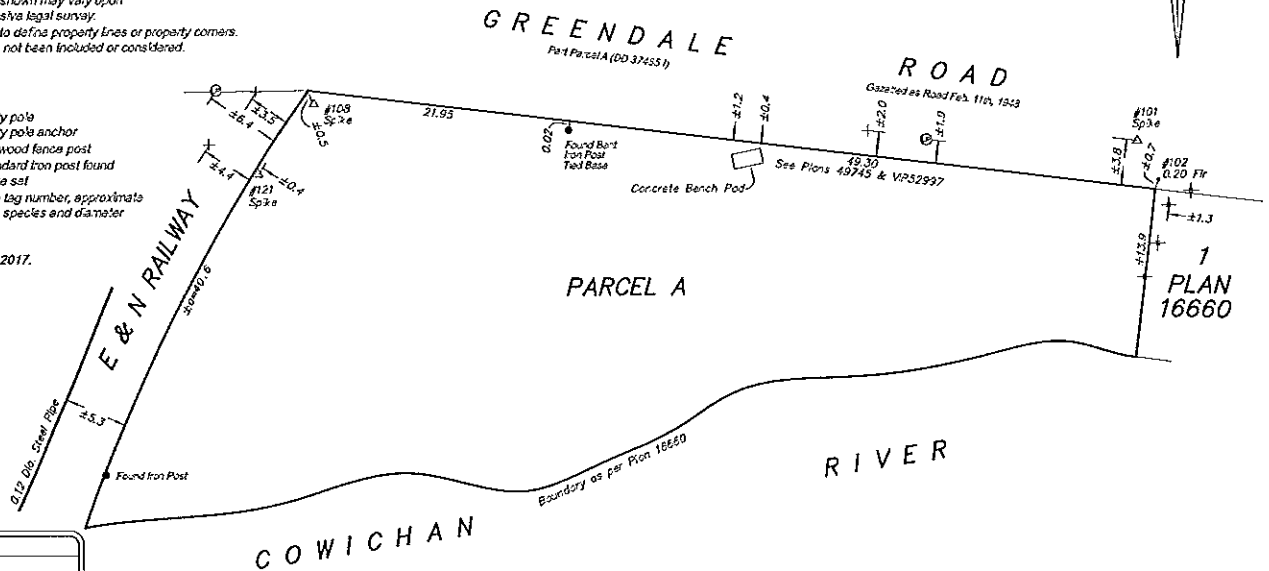 shown may vary upon
sive legal survey.
to define property lines or property corners.
not been included or considered.
y pole
y pole anchor
wood fence post
dard iron post found
e set
tag number, approximate
species and diameter
2017.
GREENDALE
Part Parcel A (DD 37455I)
ROAD
Gazetted as Road Feb. 11th, 1948
±6.4
±3.5
#108
Spike
±0.5
21.95
0.02
Found Bent
Iron Post
Tied Base
±1.2
±0.4
Concrete Bench Pad
±2.0
±1.9
49.30
See Plans 49745 & VIP52997
#101
Spike
±3.8
±0.7
#102
0.20 Fir
±1.3
±4.4
±0.4
#121
Spike
E & N RAILWAY
±a=40.6
PARCEL A
±13.9
1
PLAN
16660
±5.3
0.12 Dia. Steel Pipe
Found Iron Post
Boundary as per Plan 16660
COWICHAN
RIVER